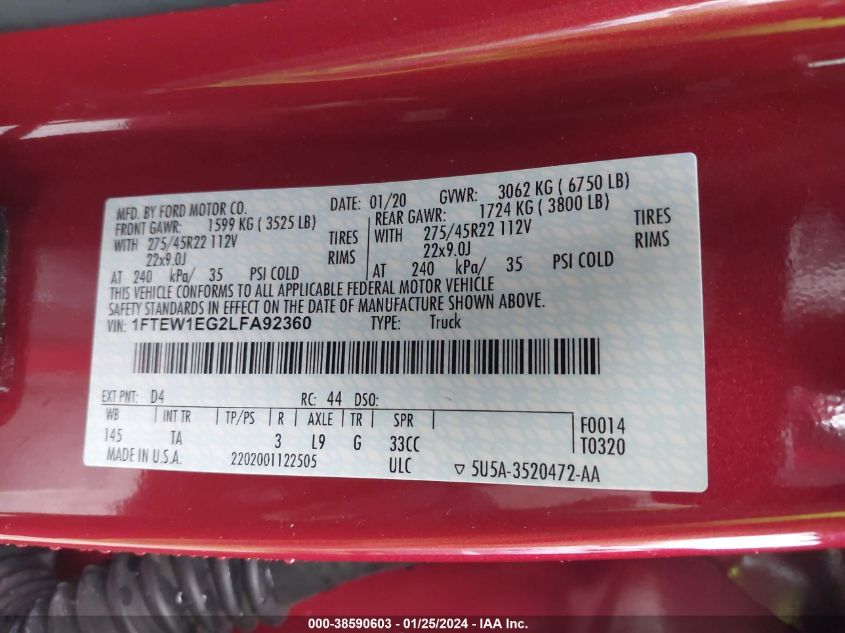 MFD. BY FORD MOTOR CO. DATE: 01/20 GVWR: 3062 KG ( 6750 LB)
FRONT GAWR: 1599 KG ( 3525 LB) REAR GAWR: 1724 KG ( 3800 LB)
WITH 275/45R22 112V TIRES WITH 275/45R22 112V TIRES
22x9.0J RIMS 22x9.0J RIMS
AT 240 kPa/ 35 PSI COLD AT 240 kPa/ 35 PSI COLD
THIS VEHICLE CONFORMS TO ALL APPLICABLE FEDERAL MOTOR VEHICLE
SAFETY STANDARDS IN EFFECT ON THE DATE OF MANUFACTURE SHOWN ABOVE.
VIN: 1FTEW1EG2LFA92360 TYPE: Truck
EXT PNT: D4 RC: 44 DSO:
WB INT TR TP/PS R AXLE TR SPR F0014
145 TA 3 L9 G 33CC T0320
MADE IN U.S.A. 2202001122505 ULC ▽ 5U5A-3520472-AA
000-38590603 - 01/25/2024 - IAA Inc.